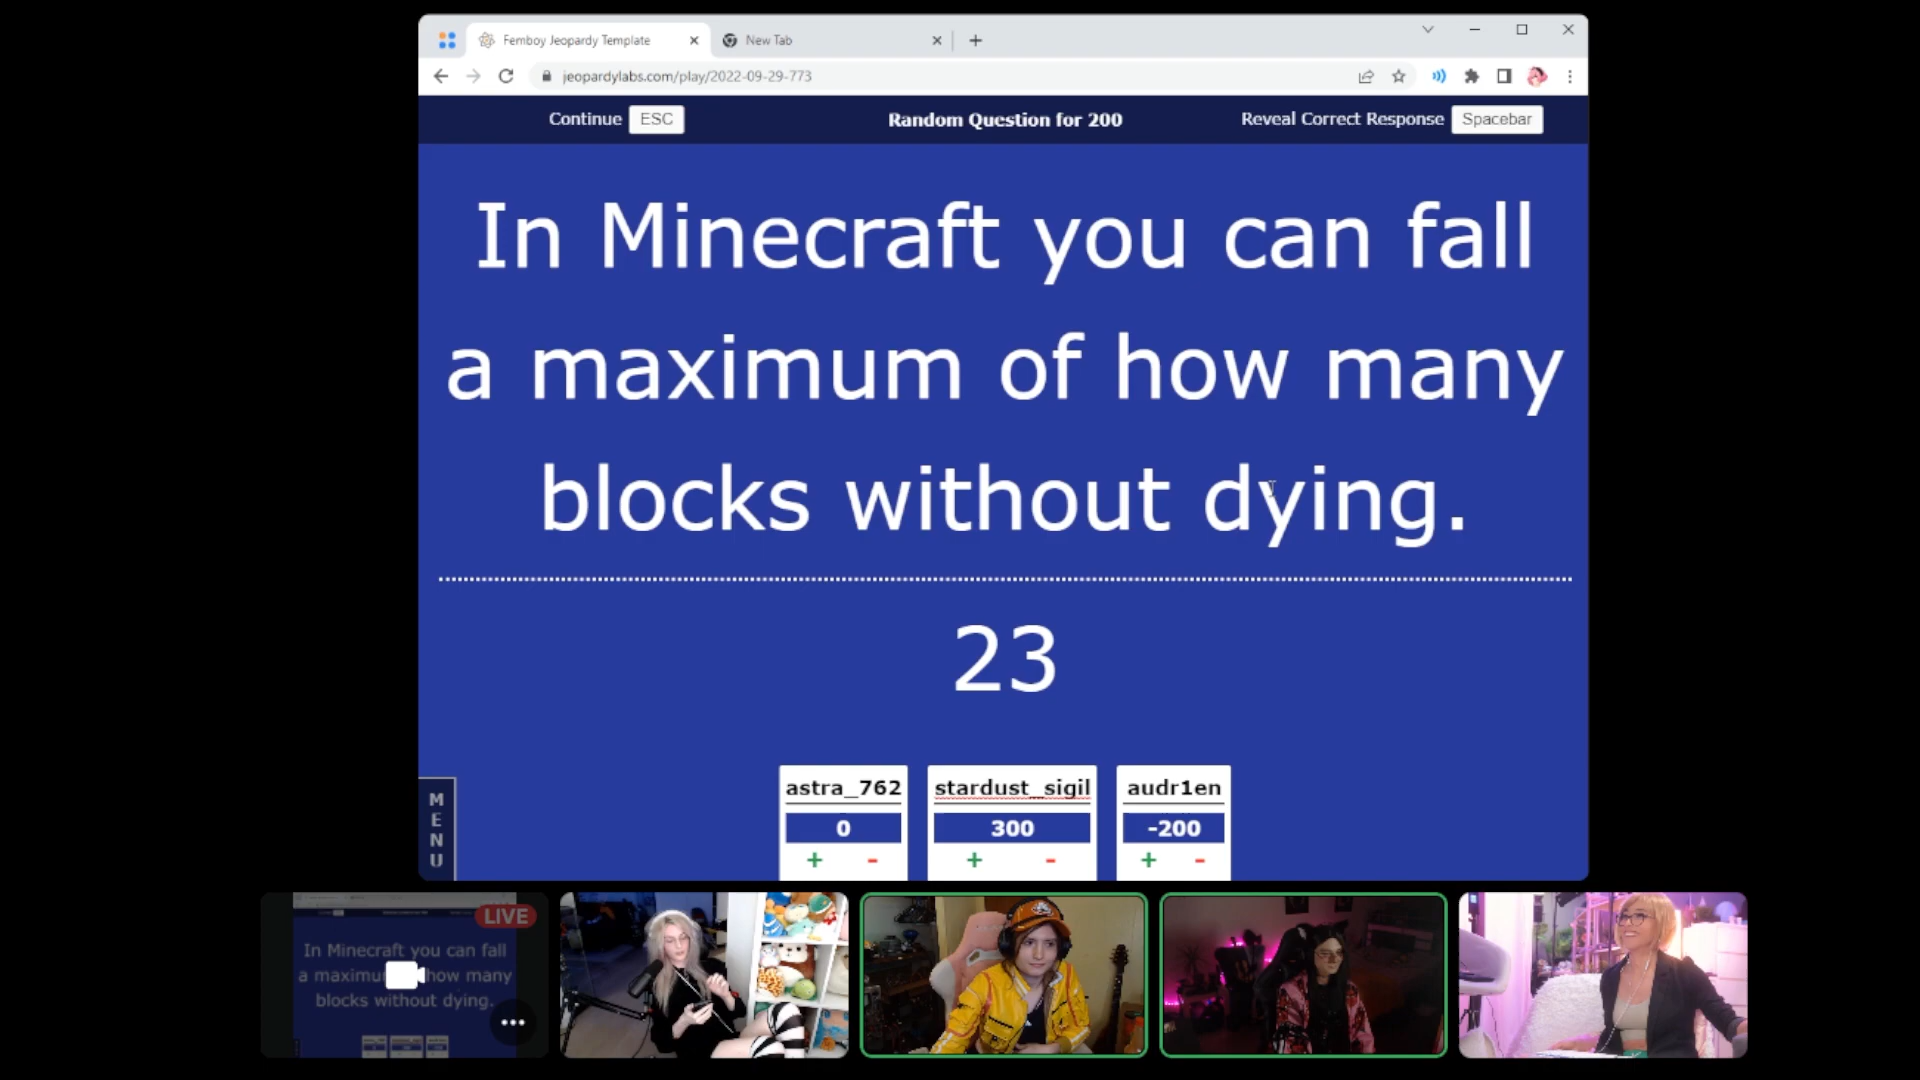 Femboy Jeopardy Template
New Tab
jeopardylabs.com/play/2022-09-29-773
Continue ESC
Random Question for 200
Reveal Correct Response Spacebar
In Minecraft you can fall
a maximum of how many
blocks without dying.
23
MENU
astra_762
0
+ -
stardust_sigil
300
+ -
audr1en
-200
+ -
LIVE
In Minecraft you can fall
a maximum how many
blocks without dying.